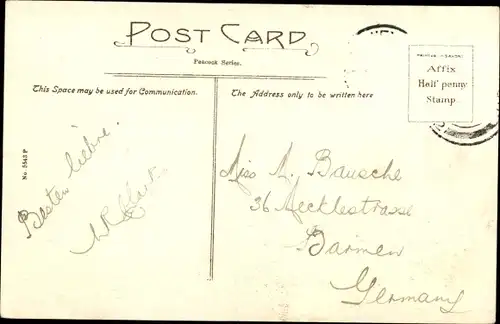 POST CARD
Peacock Series.
This Space may be used for Communication.
The Address only to be written here
Affix
Half penny
Stamp.
No. 5543 P
Besten liebre.
Miss A. Bausche
36 Mecklestrasse
Barmen
Germany